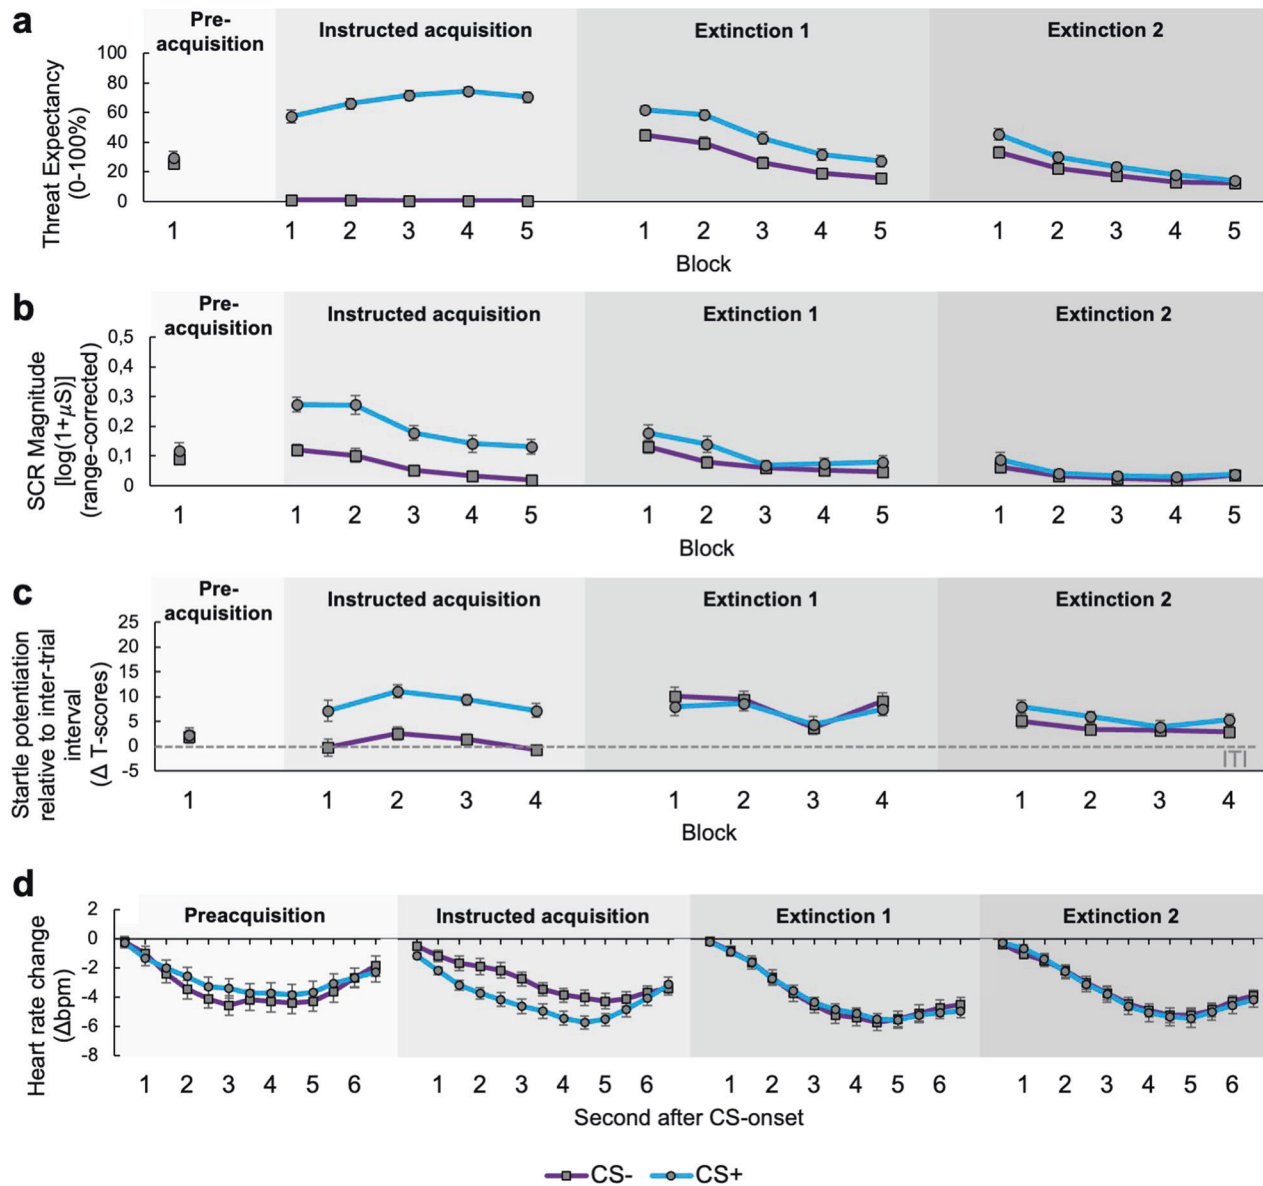 a
Pre-
acquisition
Instructed acquisition
Extinction 1
Extinction 2
Threat Expectancy
(0-100%)
100
80
60
40
20
0
1
1 2 3 4 5
1 2 3 4 5
1 2 3 4 5
Block
b
Pre-
acquisition
Instructed acquisition
Extinction 1
Extinction 2
SCR Magnitude
[log(1+μS)]
(range-corrected)
0,5
0,4
0,3
0,2
0,1
0
1
1 2 3 4 5
1 2 3 4 5
1 2 3 4 5
Block
c
Pre-
acquisition
Instructed acquisition
Extinction 1
Extinction 2
Startle potentiation
relative to inter-trial
interval
(Δ T-scores)
25
20
15
10
5
0
-5
ITI
1
1 2 3 4
1 2 3 4
1 2 3 4
Block
d
Preacquisition
Instructed acquisition
Extinction 1
Extinction 2
Heart rate change
(Δbpm)
2
0
-2
-4
-6
-8
1 2 3 4 5 6
1 2 3 4 5 6
1 2 3 4 5 6
1 2 3 4 5 6
Second after CS-onset
CS- CS+